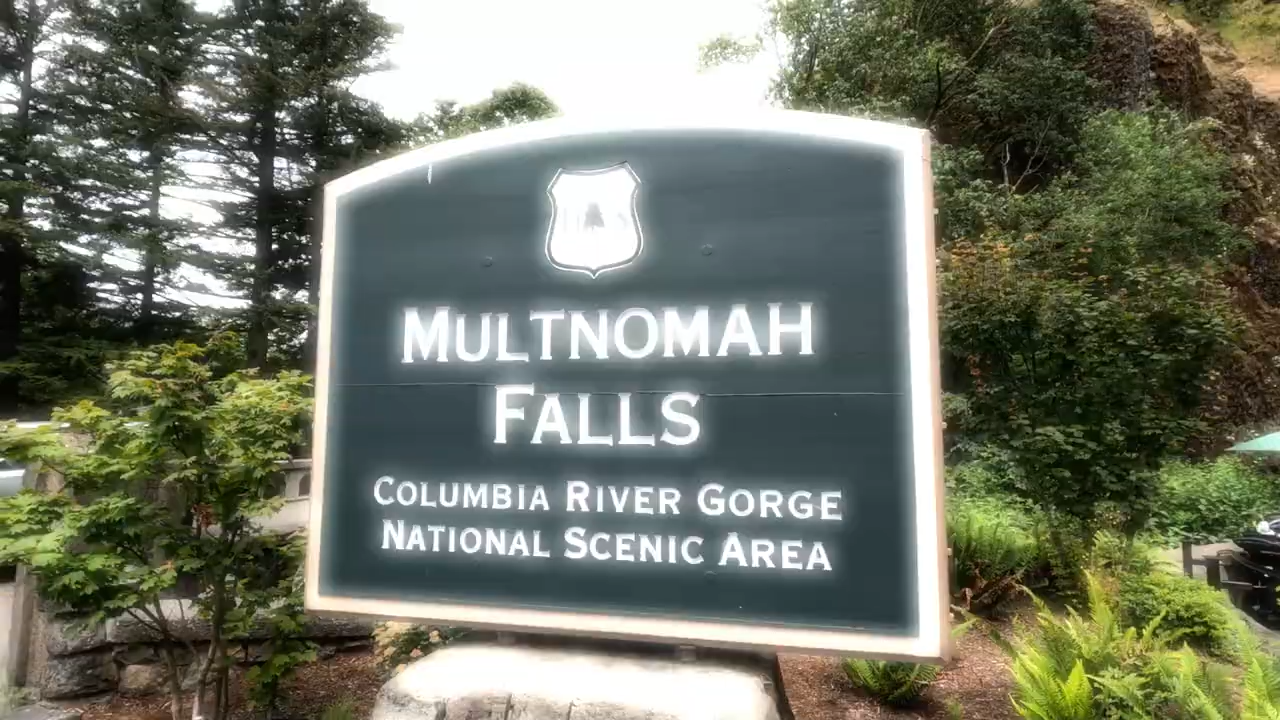 MULTNOMAH
FALLS
COLUMBIA RIVER GORGE
NATIONAL SCENIC AREA